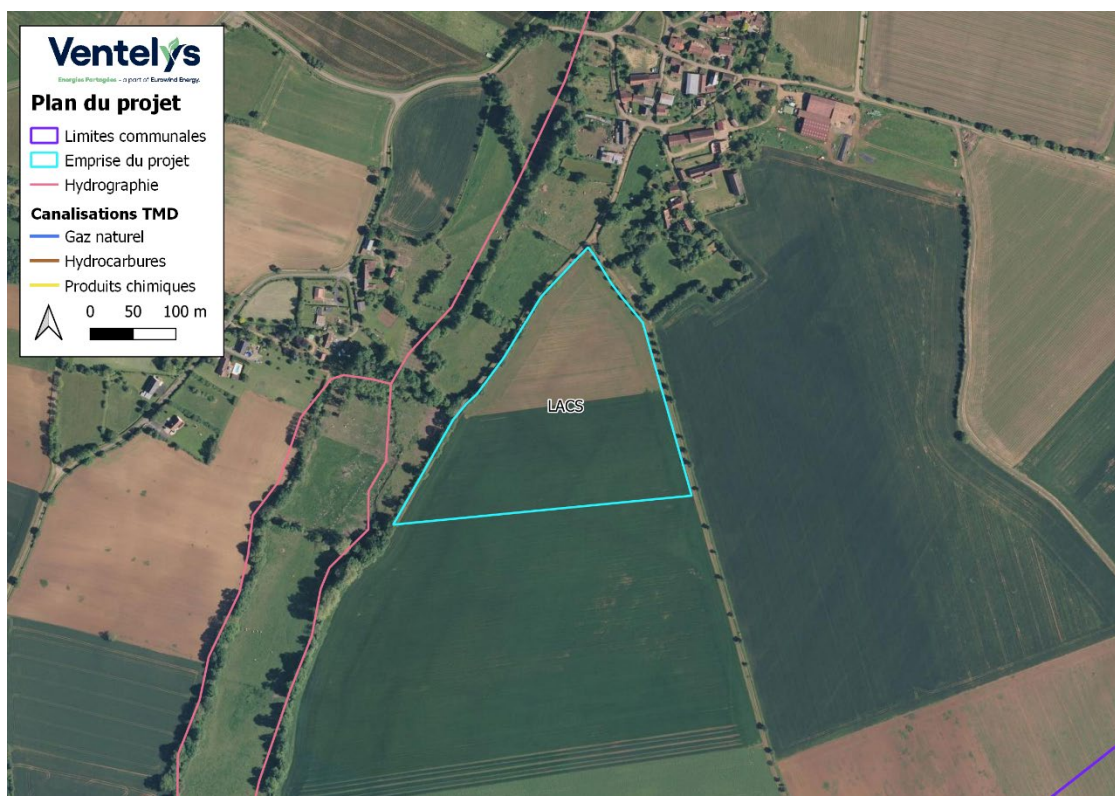 Ventelys
Energies Partagées - a part of Eurowind Energy.
Plan du projet
Limites communales
Emprise du projet
Hydrographie
Canalisations TMD
Gaz naturel
Hydrocarbures
Produits chimiques
0 50 100 m
LACS